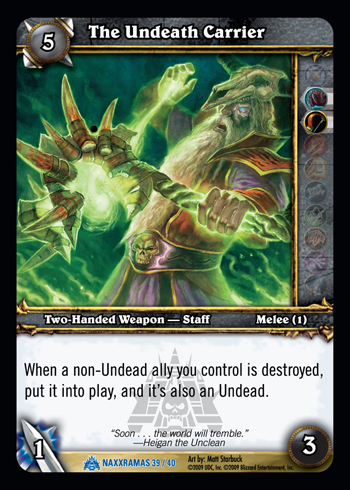 5
The Undeath Carrier
Two-Handed Weapon — Staff
Melee (1)
When a non-Undead ally you control is destroyed,
put it into play, and it's also an Undead.
"Soon . . . the world will tremble."
—Heigan the Unclean
1
3
NAXXRAMAS 39 / 40
Art by: Matt Starbuck
©2009 UDC, Inc. ©2009 Blizzard Entertainment, Inc.